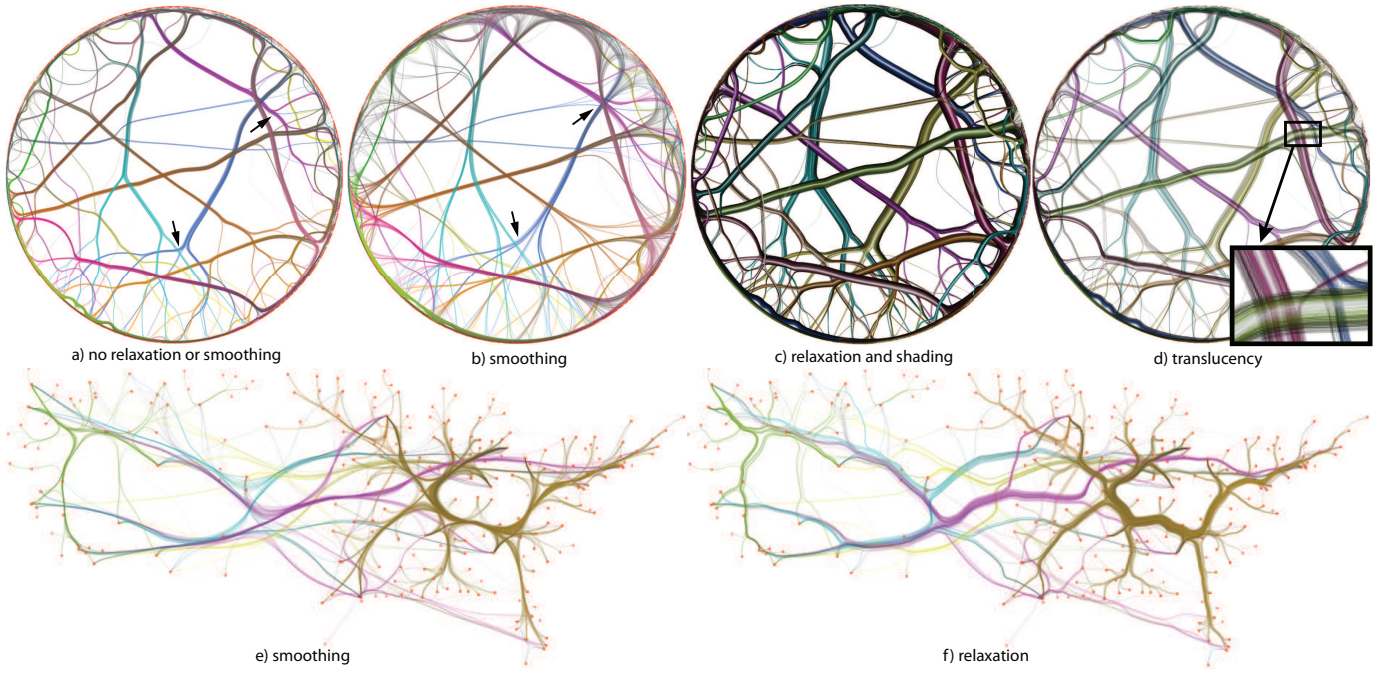 a) no relaxation or smoothing
b) smoothing
c) relaxation and shading
d) translucency
e) smoothing
f) relaxation